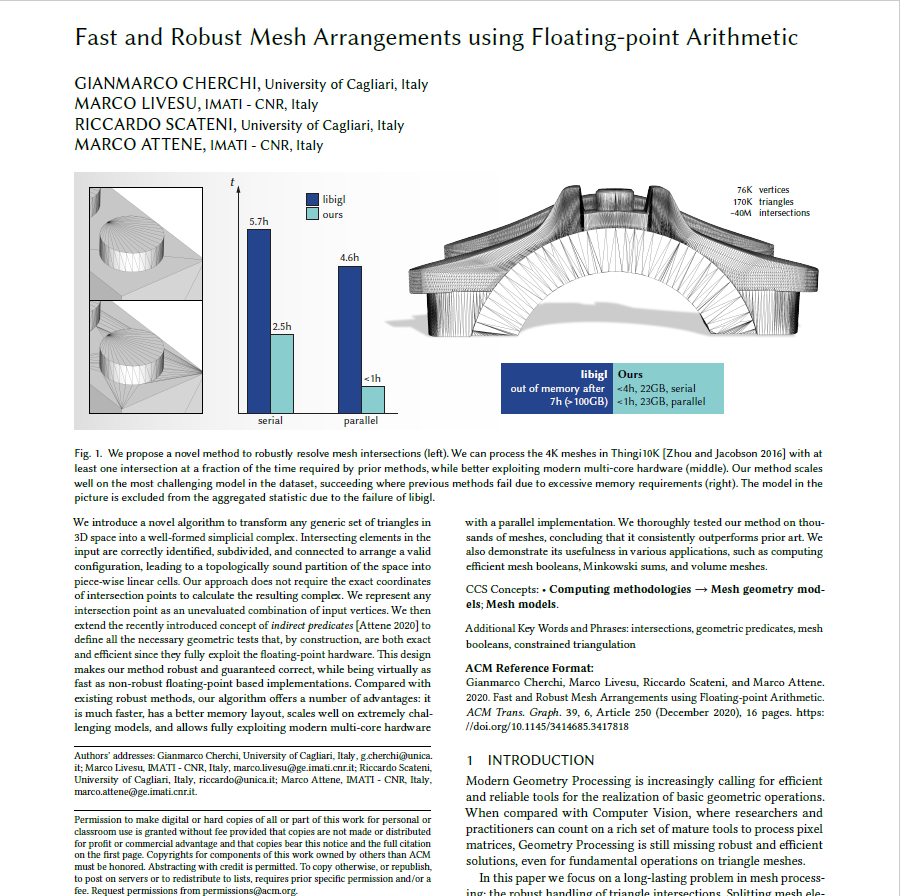 Fast and Robust Mesh Arrangements using Floating-point Arithmetic
GIANMARCO CHERCHI, University of Cagliari, Italy
MARCO LIVESU, IMATI - CNR, Italy
RICCARDO SCATENI, University of Cagliari, Italy
MARCO ATTENE, IMATI - CNR, Italy
t
libigl
ours
5.7h
2.5h
4.6h
<1h
serial
parallel
76K vertices
170K triangles
~40M intersections
libigl
out of memory after
7h (> 100GB)
Ours
<4h, 22GB, serial
<1h, 23GB, parallel
Fig. 1. We propose a novel method to robustly resolve mesh intersections (left). We can process the 4K meshes in Thingi10K [Zhou and Jacobson 2016] with at
least one intersection at a fraction of the time required by prior methods, while better exploiting modern multi-core hardware (middle). Our method scales
well on the most challenging model in the dataset, succeeding where previous methods fail due to excessive memory requirements (right). The model in the
picture is excluded from the aggregated statistic due to the failure of libigl.
We introduce a novel algorithm to transform any generic set of triangles in
3D space into a well-formed simplicial complex. Intersecting elements in the
input are correctly identified, subdivided, and connected to arrange a valid
configuration, leading to a topologically sound partition of the space into
piece-wise linear cells. Our approach does not require the exact coordinates
of intersection points to calculate the resulting complex. We represent any
intersection point as an unevaluated combination of input vertices. We then
extend the recently introduced concept of indirect predicates [Attene 2020] to
define all the necessary geometric tests that, by construction, are both exact
and efficient since they fully exploit the floating-point hardware. This design
makes our method robust and guaranteed correct, while being virtually as
fast as non-robust floating-point based implementations. Compared with
existing robust methods, our algorithm offers a number of advantages: it
is much faster, has a better memory layout, scales well on extremely chal-
lenging models, and allows fully exploiting modern multi-core hardware
Authors' addresses: Gianmarco Cherchi, University of Cagliari, Italy, g.cherchi@unica.
it; Marco Livesu, IMATI - CNR, Italy, marco.livesu@ge.imati.cnr.it; Riccardo Scateni,
University of Cagliari, Italy, riccardo@unica.it; Marco Attene, IMATI - CNR, Italy,
marco.attene@ge.imati.cnr.it.
Permission to make digital or hard copies of all or part of this work for personal or
classroom use is granted without fee provided that copies are not made or distributed
for profit or commercial advantage and that copies bear this notice and the full citation
on the first page. Copyrights for components of this work owned by others than ACM
must be honored. Abstracting with credit is permitted. To copy otherwise, or republish,
to post on servers or to redistribute to lists, requires prior specific permission and/or a
fee. Request permissions from permissions@acm.org.
with a parallel implementation. We thoroughly tested our method on thou-
sands of meshes, concluding that it consistently outperforms prior art. We
also demonstrate its usefulness in various applications, such as computing
efficient mesh booleans, Minkowski sums, and volume meshes.
CCS Concepts: • Computing methodologies → Mesh geometry mod-
els; Mesh models.
Additional Key Words and Phrases: intersections, geometric predicates, mesh
booleans, constrained triangulation
ACM Reference Format:
Gianmarco Cherchi, Marco Livesu, Riccardo Scateni, and Marco Attene.
2020. Fast and Robust Mesh Arrangements using Floating-point Arithmetic.
ACM Trans. Graph. 39, 6, Article 250 (December 2020), 16 pages. https:
//doi.org/10.1145/3414685.3417818
1 INTRODUCTION
Modern Geometry Processing is increasingly calling for efficient
and reliable tools for the realization of basic geometric operations.
When compared with Computer Vision, where researchers and
practitioners can count on a rich set of mature tools to process pixel
matrices, Geometry Processing is still missing robust and efficient
solutions, even for fundamental operations on triangle meshes.
In this paper we focus on a long-lasting problem in mesh process-
ing: the robust handling of triangle intersections. Splitting mesh ele-